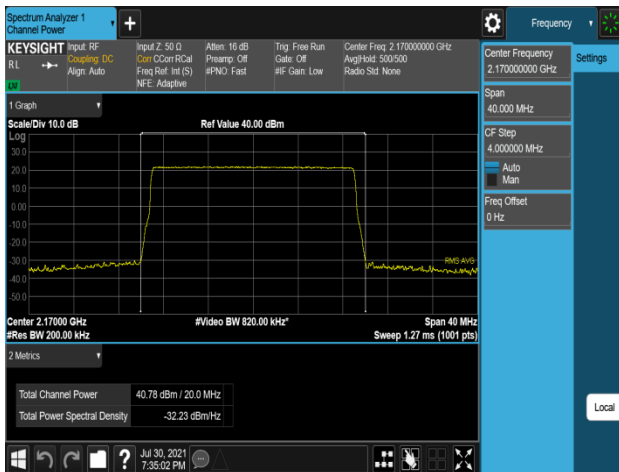 Spectrum Analyzer 1
Channel Power
+
Frequency
KEYSIGHT
RL
LXI
Input: RF
Coupling: DC
Align: Auto
Input Z: 50 Ω
Corr CCorr RCal
Freq Ref: Int (S)
NFE: Adaptive
Atten: 16 dB
Preamp: Off
#PNO: Fast
Trig: Free Run
Gate: Off
#IF Gain: Low
Center Freq: 2.170000000 GHz
Avg|Hold: 500/500
Radio Std: None
Center Frequency
2.170000000 GHz
Settings
Span
40.000 MHz
CF Step
4.000000 MHz
Auto
Man
Freq Offset
0 Hz
Local
1 Graph
Scale/Div 10.0 dB
Ref Value 40.00 dBm
Log
30.0
20.0
10.0
0.00
-10.0
-20.0
-30.0
-40.0
-50.0
RMS AVG
Center 2.17000 GHz
#Video BW 820.00 kHz*
Span 40 MHz
#Res BW 200.00 kHz
Sweep 1.27 ms (1001 pts)
2 Metrics
Total Channel Power 40.78 dBm / 20.0 MHz
Total Power Spectral Density -32.23 dBm/Hz
?
Jul 30, 2021
7:35:02 PM